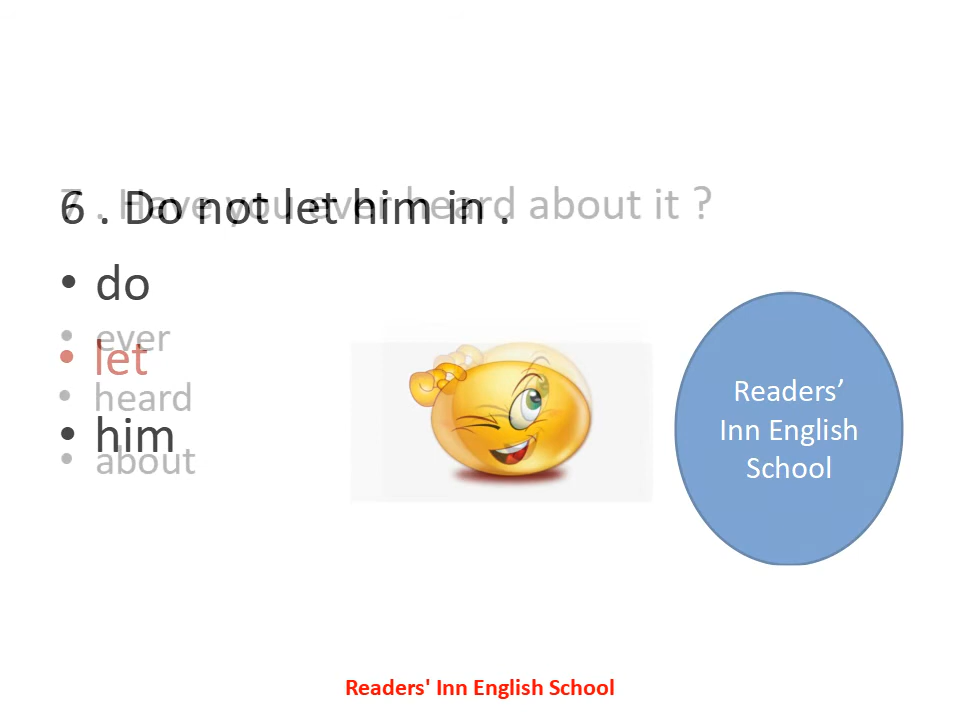 6 . Do not let him in .
7 . Have you ever heard about it ?
• do
• let
• him
• ever
• heard
• about
Readers’
Inn English
School
Readers' Inn English School